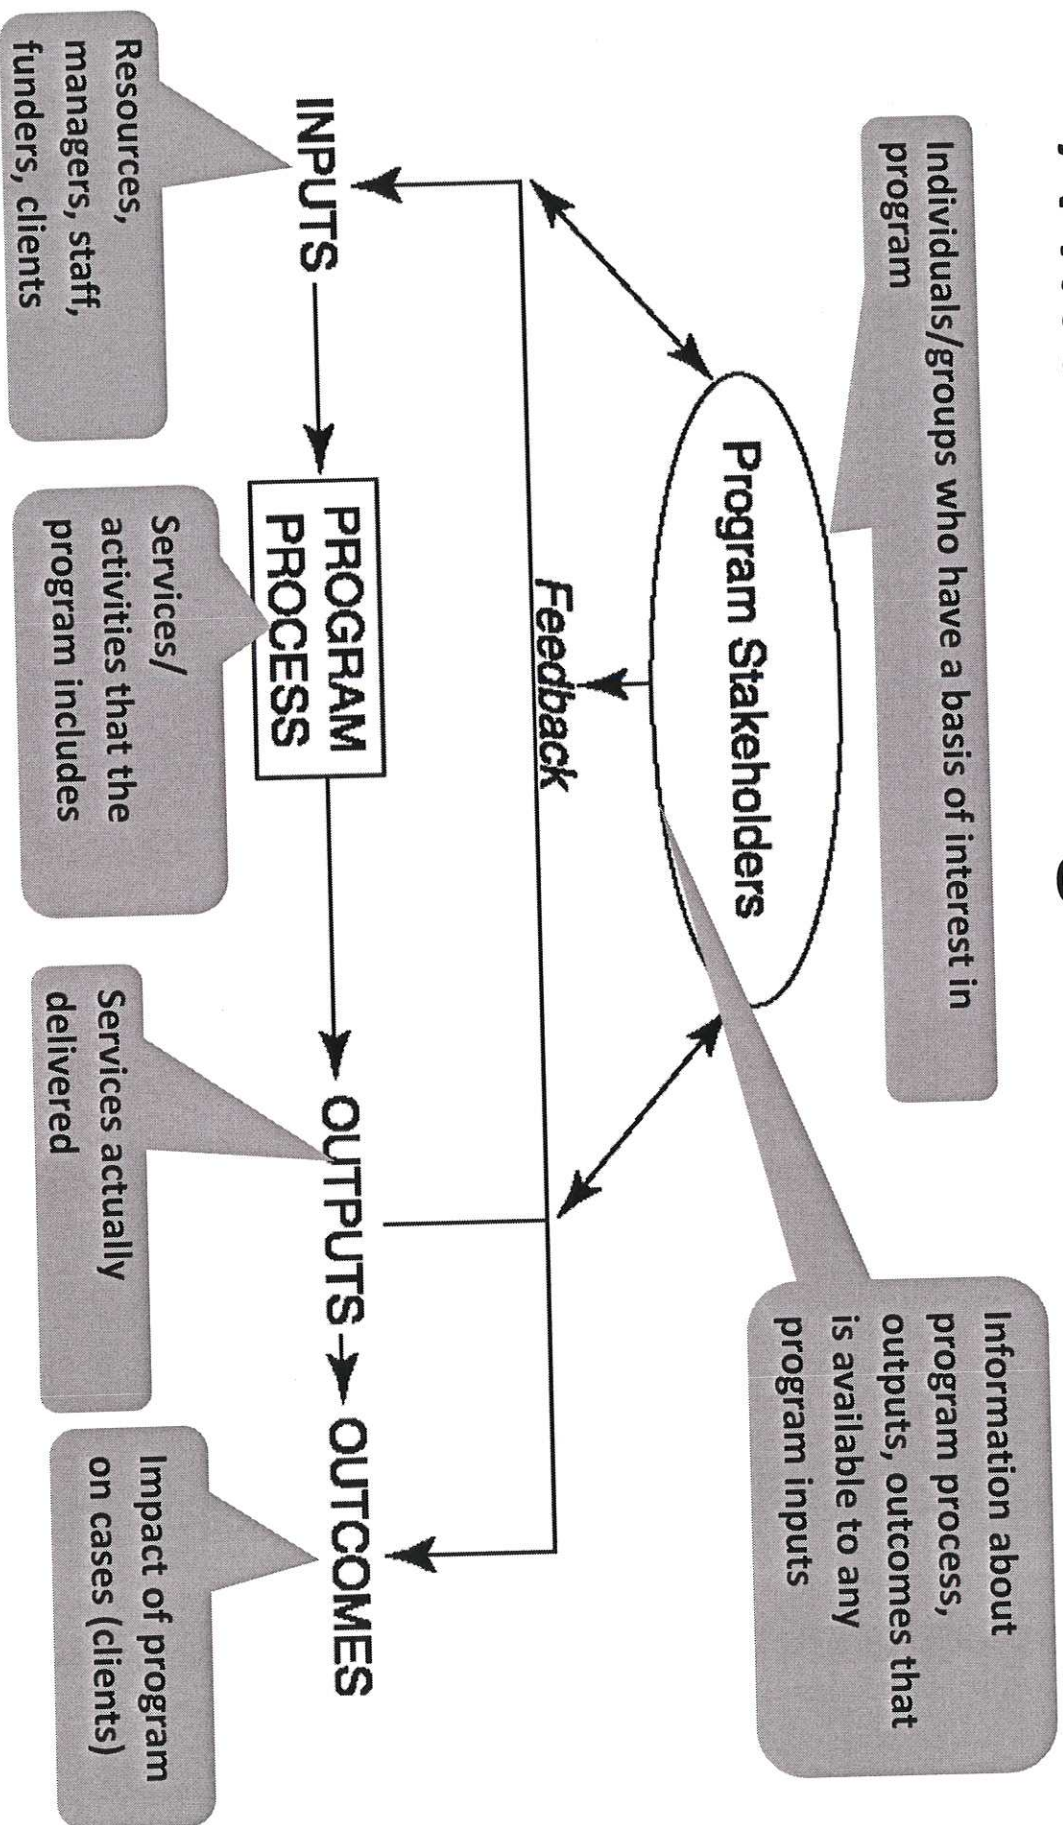 Individuals/groups who have a basis of interest in
program
Program Stakeholders
Information about
program process,
outputs, outcomes that
is available to any
program inputs
Feedback
INPUTS
PROGRAM
PROCESS
OUTPUTS
OUTCOMES
Resources,
managers, staff,
funders, clients
Services/
activities that the
program includes
Services actually
delivered
Impact of program
on cases (clients)